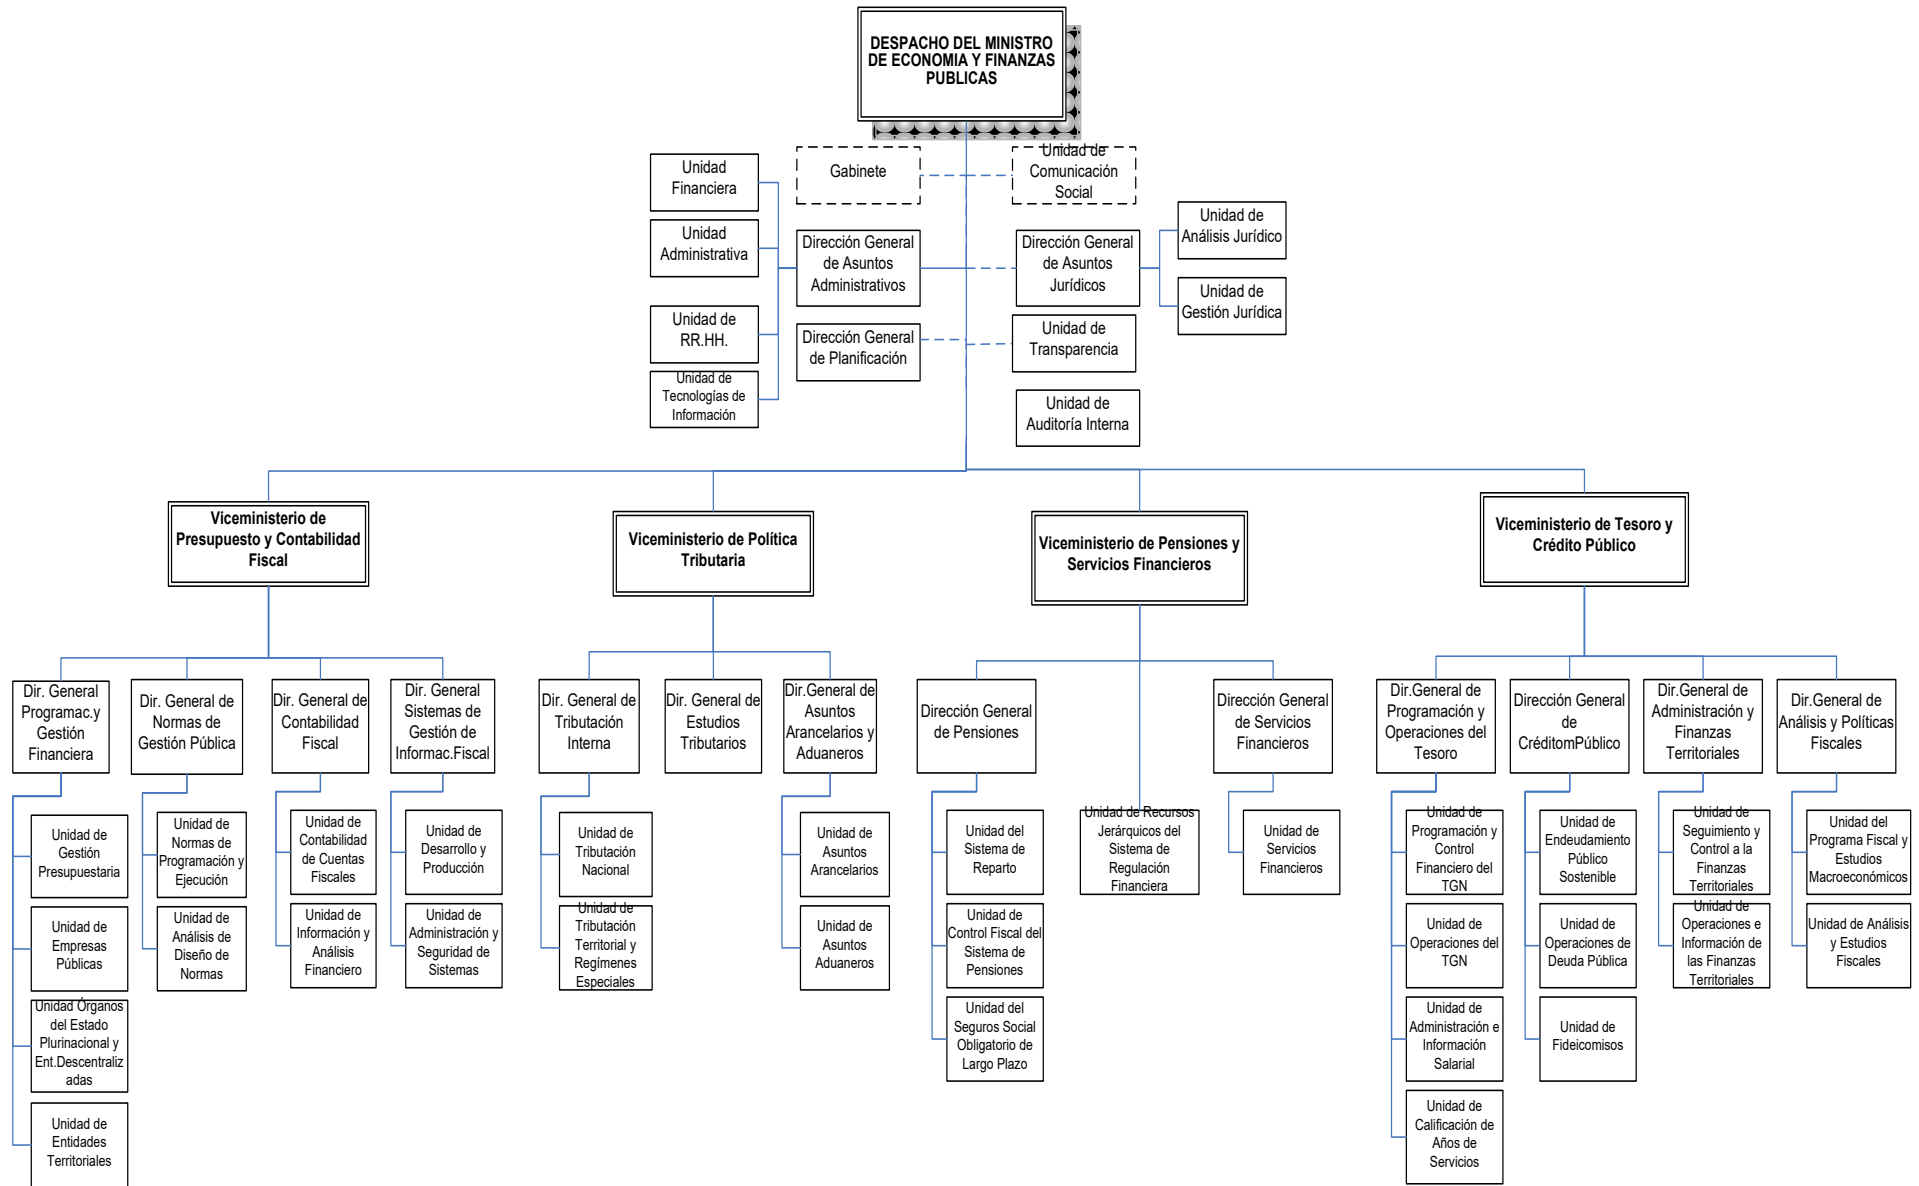 DESPACHO DEL MINISTRO
DE ECONOMIA Y FINANZAS
PUBLICAS
Unidad
Financiera
Gabinete
Unidad de
Comunicación
Social
Unidad
Administrativa
Dirección General
de Asuntos
Administrativos
Dirección General
de Asuntos
Jurídicos
Unidad de
Análisis Jurídico
Unidad de
Gestión Jurídica
Unidad de
RR.HH.
Dirección General
de Planificación
Unidad de
Transparencia
Unidad de
Tecnologías de
Información
Unidad de
Auditoría Interna
Viceministerio de
Presupuesto y Contabilidad
Fiscal
Viceministerio de Política
Tributaria
Viceministerio de Pensiones y
Servicios Financieros
Viceministerio de Tesoro y
Crédito Público
Dir. General
Programac.y
Gestión
Financiera
Dir. General de
Normas de
Gestión Pública
Dir. General de
Contabilidad
Fiscal
Dir. General
Sistemas de
Gestión de
Informac.Fiscal
Dir. General de
Tributación
Interna
Dir. General de
Estudios
Tributarios
Dir.General de
Asuntos
Arancelarios y
Aduaneros
Dirección General
de Pensiones
Dirección General
de Servicios
Financieros
Dir.General de
Programación y
Operaciones del
Tesoro
Dirección General
de
CréditomPúblico
Dir.General de
Administración y
Finanzas
Territoriales
Dir.General de
Análisis y Políticas
Fiscales
Unidad de
Gestión
Presupuestaria
Unidad de
Normas de
Programación y
Ejecución
Unidad de
Contabilidad
de Cuentas
Fiscales
Unidad de
Desarrollo y
Producción
Unidad de
Tributación
Nacional
Unidad de
Asuntos
Arancelarios
Unidad del
Sistema de
Reparto
Unidad de Recursos
Jerárquicos del
Sistema de
Regulación
Financiera
Unidad de
Servicios
Financieros
Unidad de
Programación y
Control
Financiero del
TGN
Unidad de
Endeudamiento
Público
Sostenible
Unidad de
Seguimiento y
Control a la
Finanzas
Territoriales
Unidad del
Programa Fiscal y
Estudios
Macroeconómicos
Unidad de
Empresas
Públicas
Unidad de
Análisis de
Diseño de
Normas
Unidad de
Información y
Análisis
Financiero
Unidad de
Administración y
Seguridad de
Sistemas
Unidad de
Tributación
Territorial y
Regímenes
Especiales
Unidad de
Asuntos
Aduaneros
Unidad de
Control Fiscal del
Sistema de
Pensiones
Unidad de
Operaciones del
TGN
Unidad de
Operaciones de
Deuda Pública
Unidad de
Operaciones e
Información de
las Finanzas
Territoriales
Unidad de Análisis
y Estudios
Fiscales
Unidad Órganos
del Estado
Plurinacional y
Ent.Descentraliz
adas
Unidad del
Seguros Social
Obligatorio de
Largo Plazo
Unidad de
Administración e
Información
Salarial
Unidad de
Fideicomisos
Unidad de
Entidades
Territoriales
Unidad de
Calificación de
Años de
Servicios